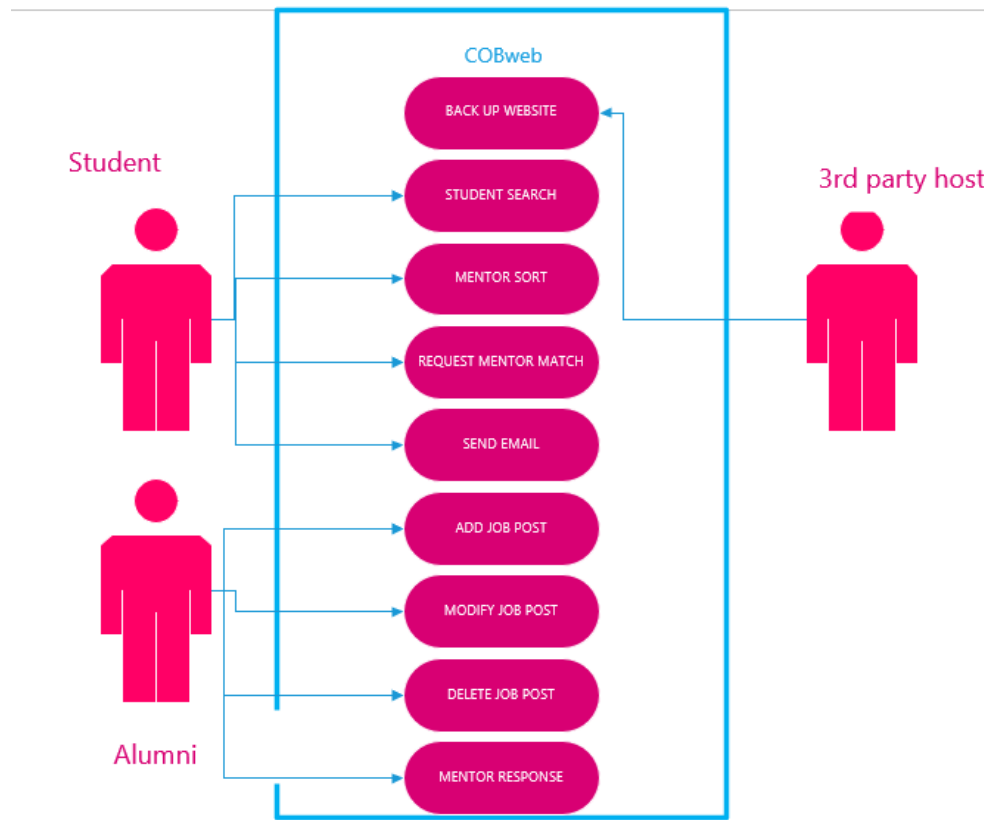 COBweb
BACK UP WEBSITE
Student
3rd party host
STUDENT SEARCH
MENTOR SORT
REQUEST MENTOR MATCH
SEND EMAIL
ADD JOB POST
MODIFY JOB POST
DELETE JOB POST
Alumni
MENTOR RESPONSE